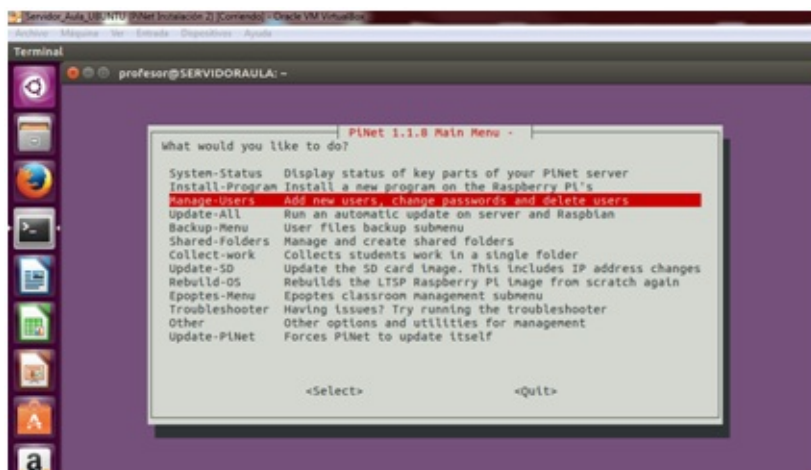 Servidor_Aula_UBUNTU (PiNet Instalación 2) [Corriendo] - Oracle VM VirtualBox
Archivo Máquina Ver Entrada Dispositivos Ayuda
Terminal
profesor@SERVIDORAULA: ~
PiNet 1.1.8 Main Menu -
What would you like to do?
System-Status Display status of key parts of your PiNet server
Install-Program Install a new program on the Raspberry Pi's
Manage-Users Add new users, change passwords and delete users
Update-All Run an automatic update on server and Raspbian
Backup-Menu User files backup submenu
Shared-Folders Manage and create shared folders
Collect-work Collects students work in a single folder
Update-SD Update the SD card image. This includes IP address changes
Rebuild-OS Rebuilds the LTSP Raspberry Pi image from scratch again
Epoptes-Menu Epoptes classroom management submenu
Troubleshooter Having issues? Try running the troubleshooter
Other Other options and utilities for management
Update-PiNet Forces PiNet to update itself
<Select> <Quit>